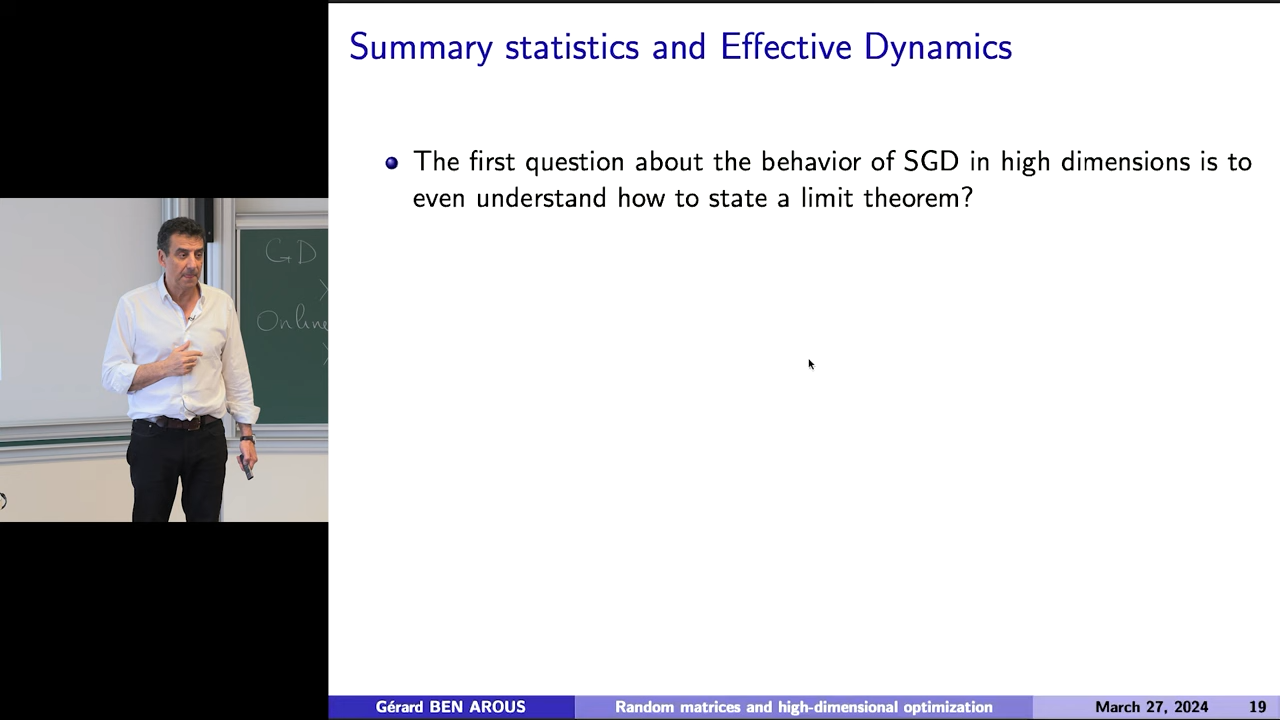 Summary statistics and Effective Dynamics
The first question about the behavior of SGD in high dimensions is to
even understand how to state a limit theorem?
GD
Online
Gérard BEN AROUS
Random matrices and high-dimensional optimization
March 27, 2024
19